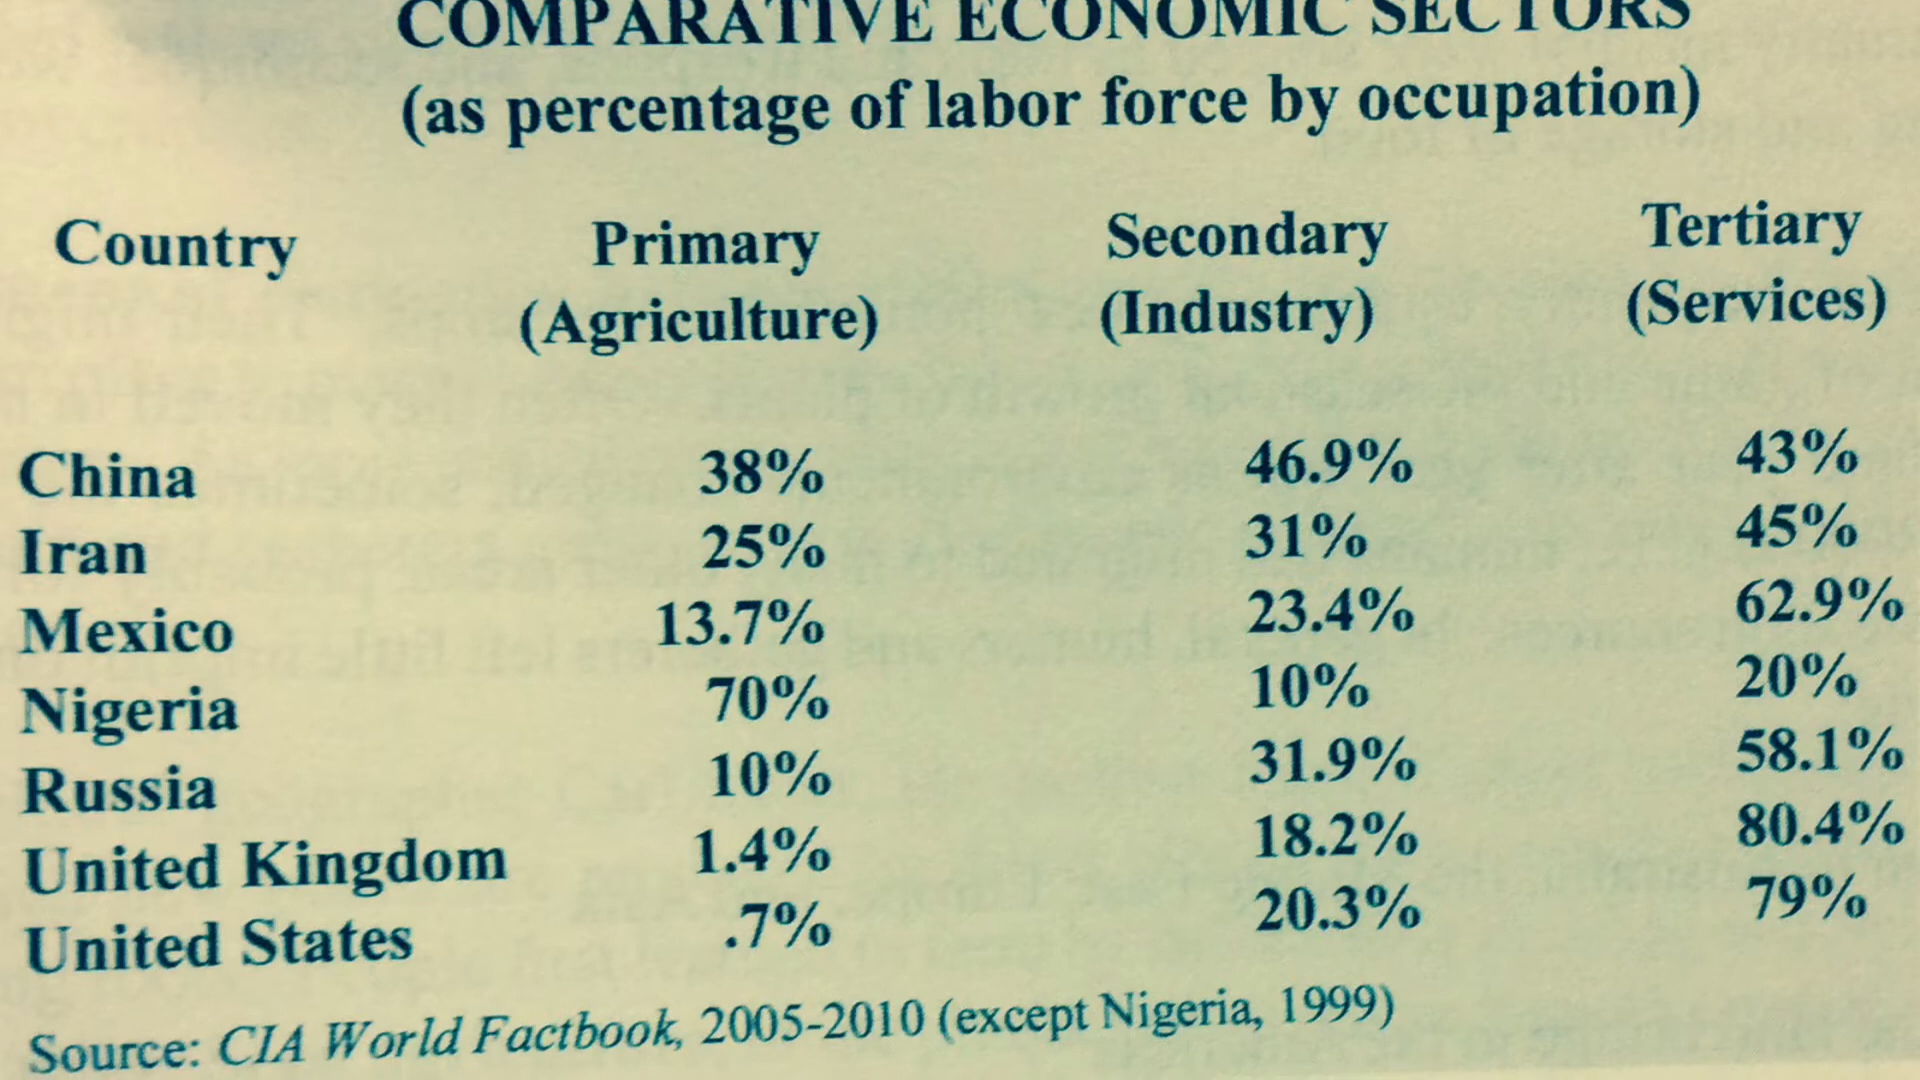 COMPARATIVE ECONOMIC SECTORS
(as percentage of labor force by occupation)
Country Primary Secondary Tertiary
(Agriculture) (Industry) (Services)
China 38% 46.9% 43%
Iran 25% 31% 45%
Mexico 13.7% 23.4% 62.9%
Nigeria 70% 10% 20%
Russia 10% 31.9% 58.1%
United Kingdom 1.4% 18.2% 80.4%
United States .7% 20.3% 79%
Source: CIA World Factbook, 2005-2010 (except Nigeria, 1999)